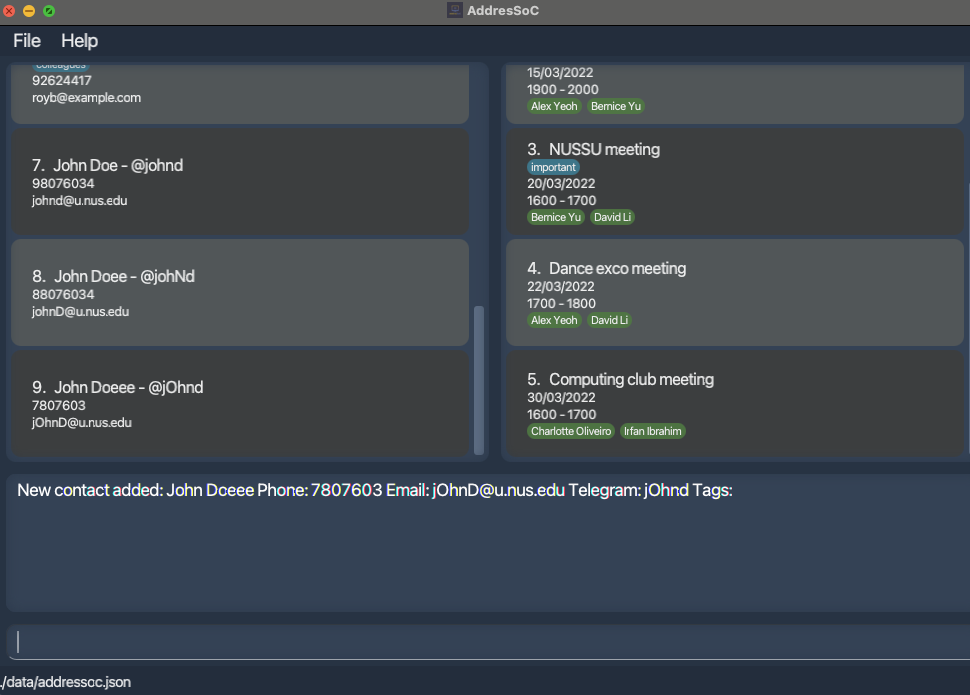 AddresSoC
File Help
colleagues
92624417
royb@example.com
7. John Doe - @johnd
98076034
johnd@u.nus.edu
8. John Doee - @johNd
88076034
johnD@u.nus.edu
9. John Doeee - @jOhnd
7807603
jOhnD@u.nus.edu
15/03/2022
1900 - 2000
Alex Yeoh Bernice Yu
3. NUSSU meeting
important
20/03/2022
1600 - 1700
Bernice Yu David Li
4. Dance exco meeting
22/03/2022
1700 - 1800
Alex Yeoh David Li
5. Computing club meeting
30/03/2022
1600 - 1700
Charlotte Oliveiro Irfan Ibrahim
New contact added: John Doeee Phone: 7807603 Email: jOhnD@u.nus.edu Telegram: jOhnd Tags:
./data/addressoc.json